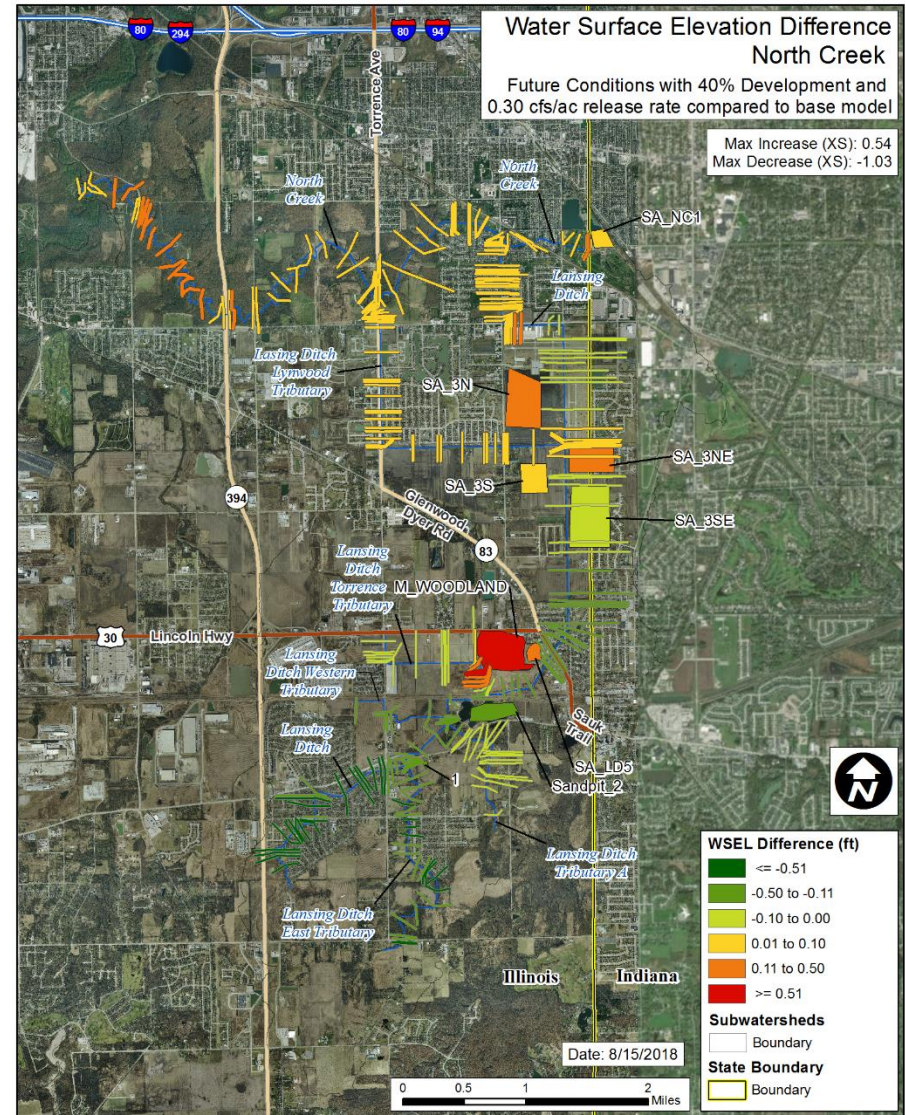 Water Surface Elevation Difference
North Creek
Future Conditions with 40% Development and
0.30 cfs/ac release rate compared to base model
Max Increase (XS): 0.54
Max Decrease (XS): -1.03
80
294
80
94
Torrence Ave
North
Creek
North
Creek
SA_NC1
Lansing
Ditch
Lasing Ditch
Lynwood
Tributary
SA_3N
SA_3NE
SA_3S
SA_3SE
394
Glenwood
Dyer Rd
83
Lansing
Ditch
Torrence
Tributary
M_WOODLAND
30
Lincoln Hwy
Lansing
Ditch Western
Tributary
Sauk
Trail
Lansing
Ditch
1
SA_LD5
Sandpit_2
Lansing Ditch
Tributary A
Lansing Ditch
East Tributary
N
Illinois
Indiana
WSEL Difference (ft)
<= -0.51
-0.50 to -0.11
-0.10 to 0.00
0.01 to 0.10
0.11 to 0.50
>= 0.51
Subwatersheds
Boundary
State Boundary
Boundary
Date: 8/15/2018
0 0.5 1 2
Miles